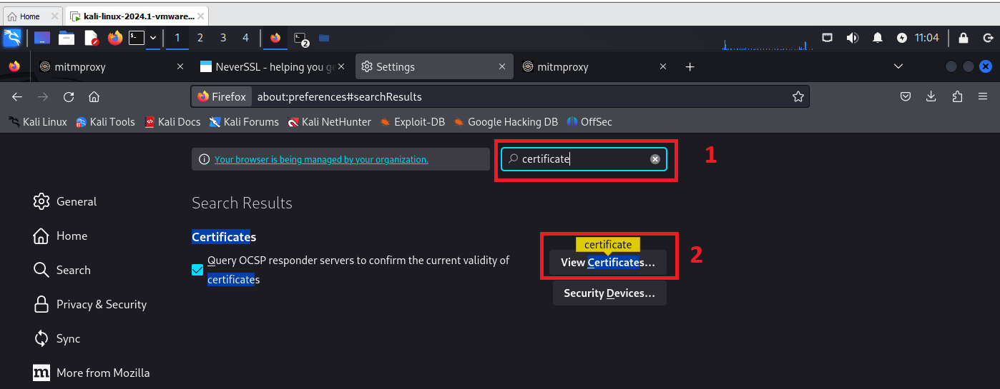 Home
kali-linux-2024.1-vmware...
1 2 3 4 2 11:04
mitmproxy
NeverSSL - helping you ge
Settings
mitmproxy
Firefox about:preferences#searchResults
Kali Linux Kali Tools Kali Docs Kali Forums Kali NetHunter Exploit-DB Google Hacking DB OffSec
Your browser is being managed by your organization.
certificate
1
General
Search Results
Home
Certificates
certificate
Query OCSP responder servers to confirm the current validity of
certificates
View Certificates...
2
Search
Security Devices...
Privacy & Security
Sync
m More from Mozilla